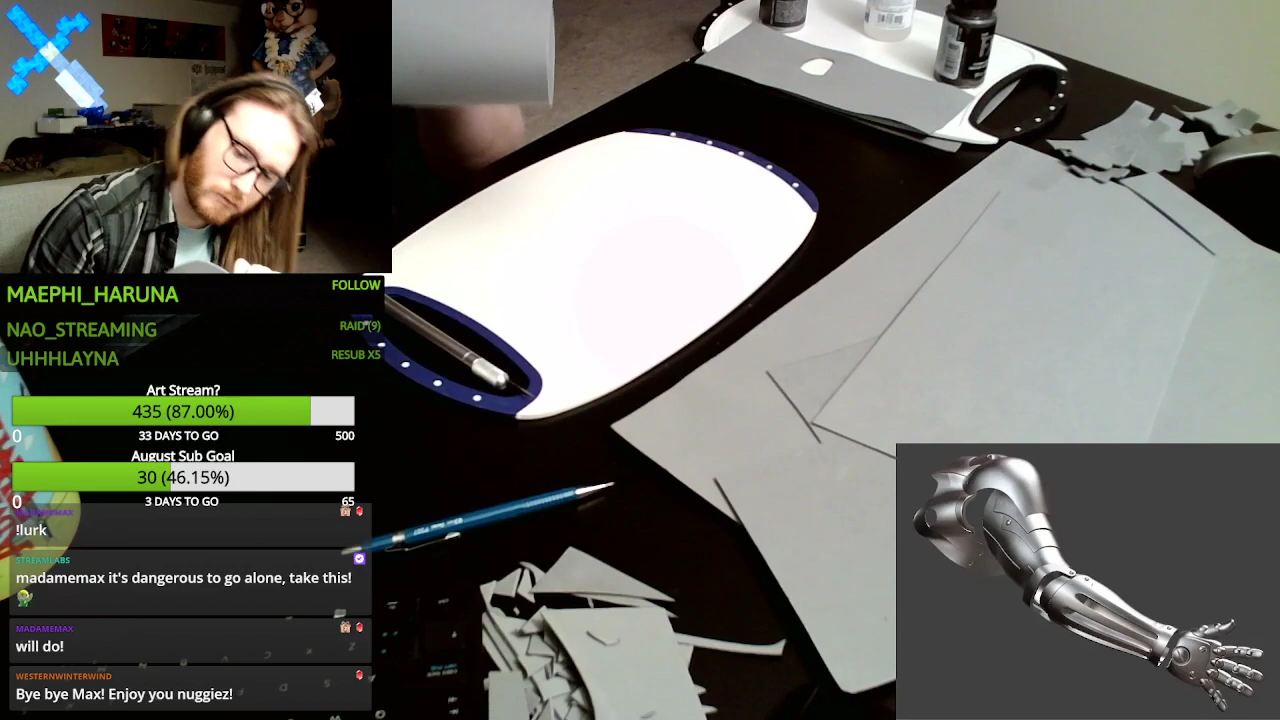 MAEPHI_HARUNA FOLLOW
NAO_STREAMING RAID (9)
UHHHLAYNA RESUB X5
Art Stream?
435 (87.00%)
0 33 DAYS TO GO 500
August Sub Goal
30 (46.15%)
0 3 DAYS TO GO 65
!lurk
STREAMLABS
madamemax it's dangerous to go alone, take this!
MADAMEMAX
will do!
WESTERNWINTERWIND
Bye bye Max! Enjoy you nuggiez!